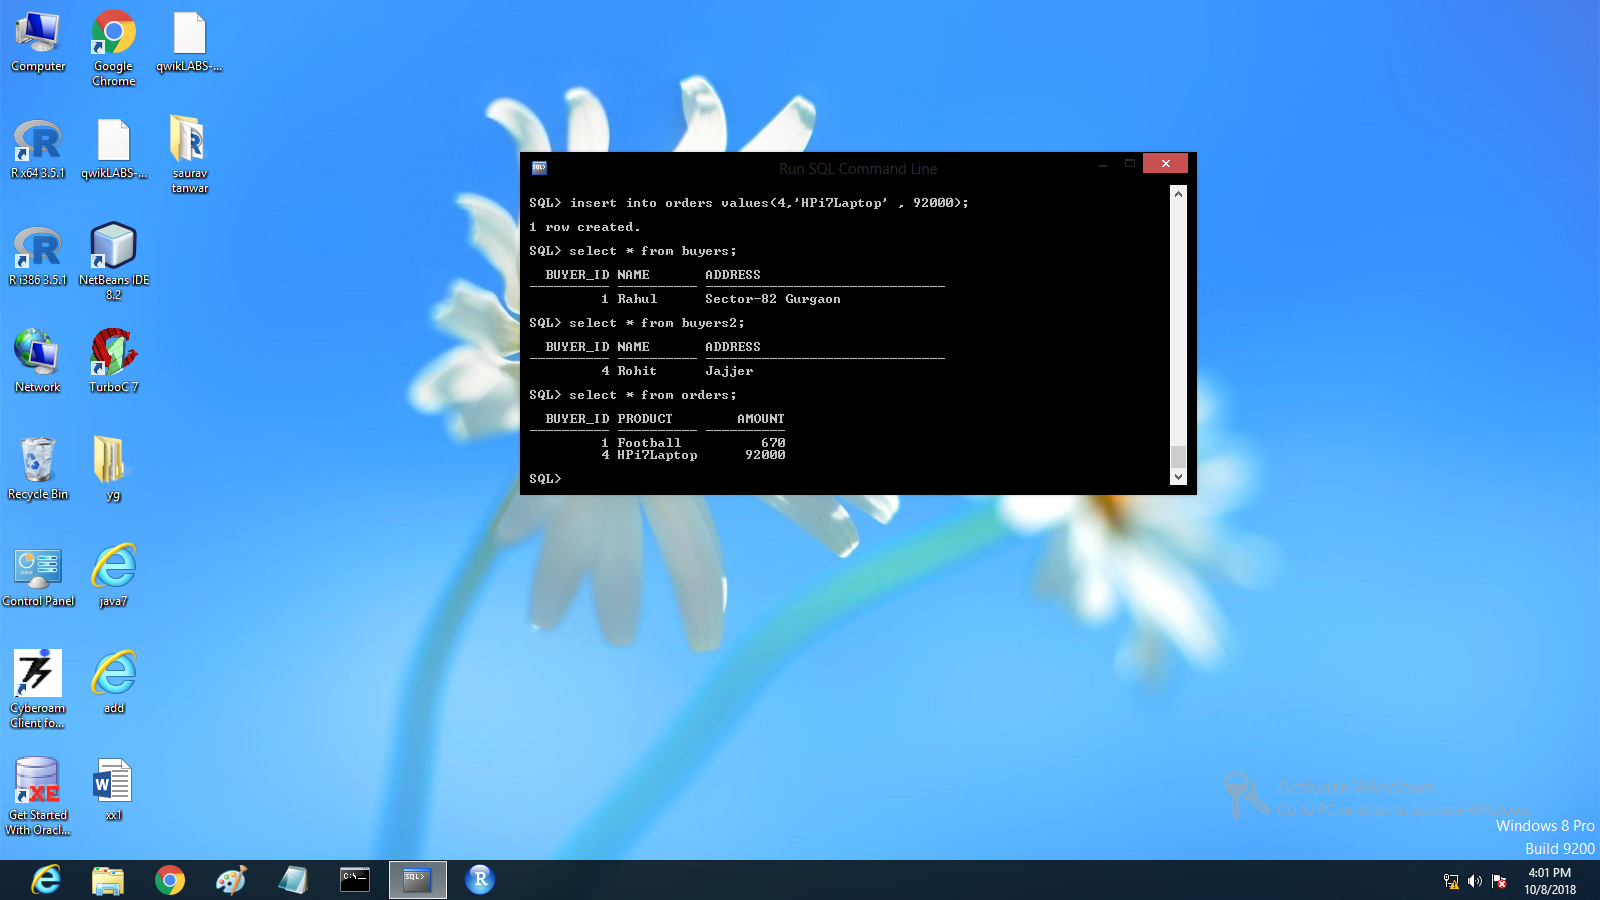 Computer
Google
Chrome
qwikLABS-...
R x64 3.5.1
qwikLABS-...
saurav
tanwar
R i386 3.5.1
NetBeans IDE
8.2
Network
TurboC 7
Recycle Bin
yg
Control Panel
java7
Cyberoam
Client fo...
add
XE
Get Started
With Oracl...
W
xx1
Run SQL Command Line
SQL> insert into orders values(4,'HPi7Laptop' , 92000);
1 row created.
SQL> select * from buyers;
BUYER_ID NAME ADDRESS
---------- ---------- ------------------------------
1 Rahul Sector-82 Gurgaon
SQL> select * from buyers2;
BUYER_ID NAME ADDRESS
---------- ---------- ------------------------------
4 Rohit Jajjer
SQL> select * from orders;
BUYER_ID PRODUCT AMOUNT
---------- ---------- ----------
1 Football 670
4 HPi7Laptop 92000
SQL>
Activate Windows
Go to PC settings to activate Windows.
Windows 8 Pro
Build 9200
C:\_
SQL>
R
4:01 PM
10/8/2018